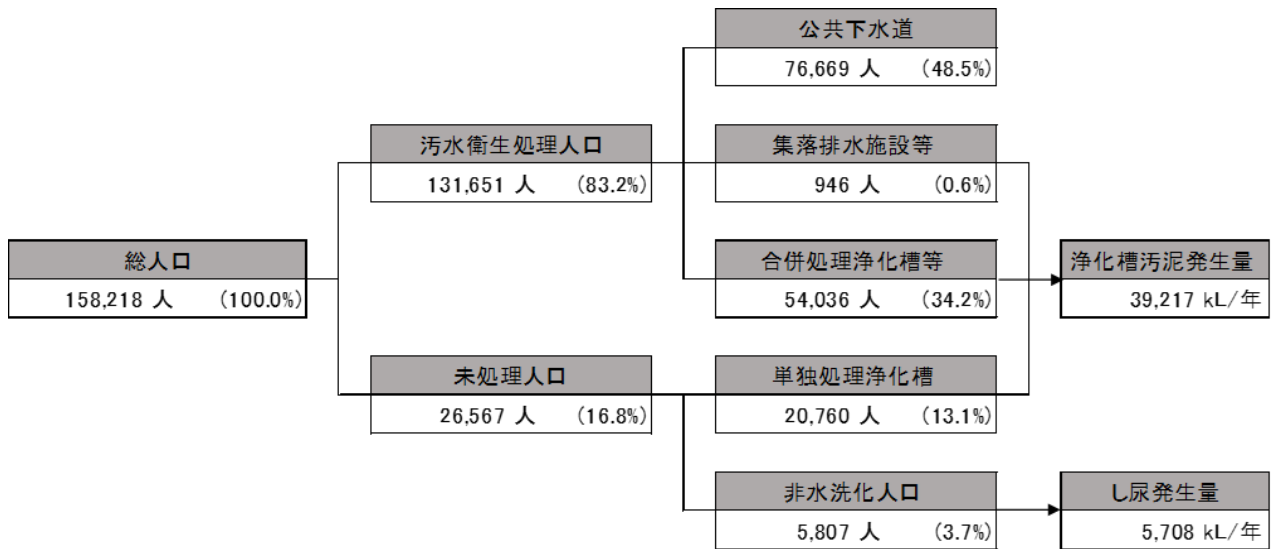 公共下水道
76,669 人 (48.5%)
汚水衛生処理人口
131,651 人 (83.2%)
集落排水施設等
946 人 (0.6%)
総人口
158,218 人 (100.0%)
合併処理浄化槽等
54,036 人 (34.2%)
浄化槽汚泥発生量
39,217 kL/年
未処理人口
26,567 人 (16.8%)
単独処理浄化槽
20,760 人 (13.1%)
非水洗化人口
5,807 人 (3.7%)
し尿発生量
5,708 kL/年